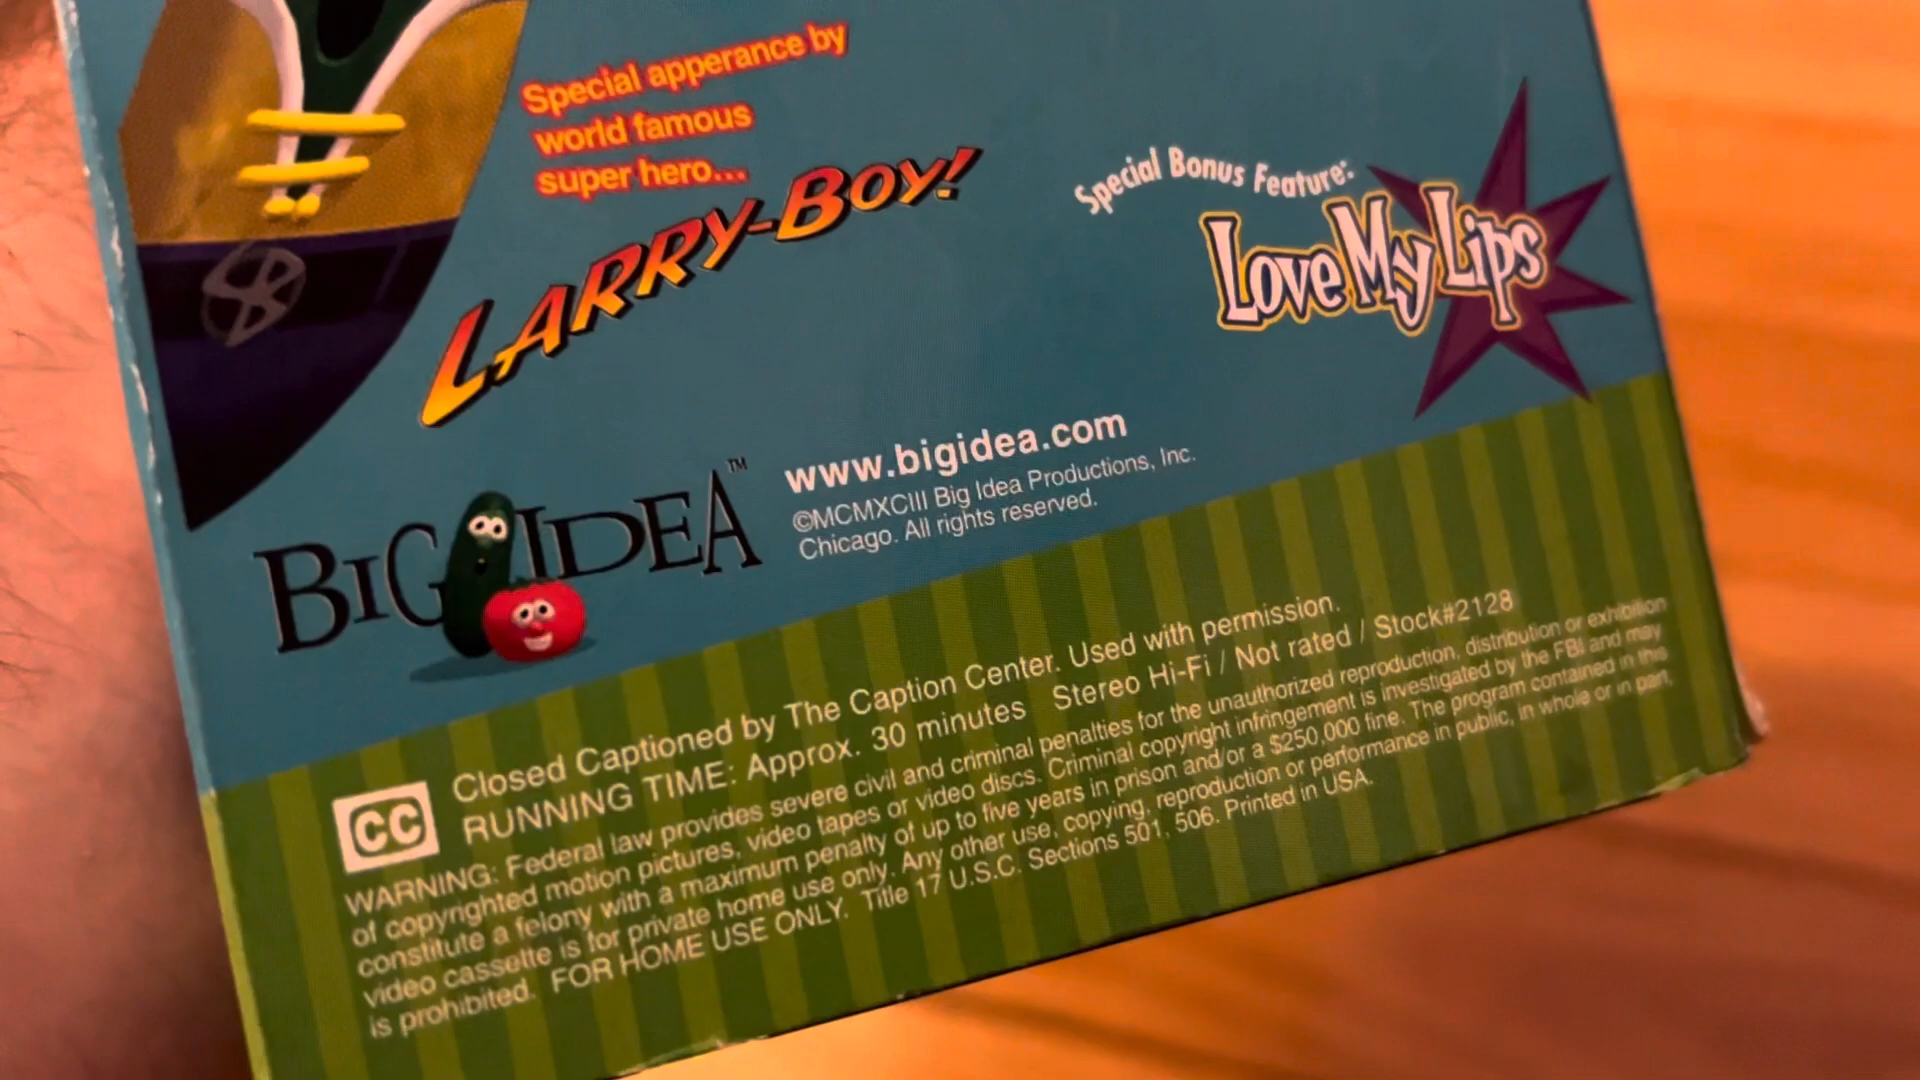 Special apperance by
world famous
super hero...
LARRY-BOY!
Special Bonus Feature:
Love My Lips
BIG IDEA™
www.bigidea.com
©MCMXCIII Big Idea Productions, Inc.
Chicago. All rights reserved.
CC
Closed Captioned by The Caption Center. Used with permission.
RUNNING TIME: Approx. 30 minutes Stereo Hi-Fi / Not rated / Stock#2128
WARNING: Federal law provides severe civil and criminal penalties for the unauthorized reproduction, distribution or exhibition
of copyrighted motion pictures, video tapes or video discs. Criminal copyright infringement is investigated by the FBI and may
constitute a felony with a maximum penalty of up to five years in prison and/or a $250,000 fine. The program contained in this
video cassette is for private home use only. Any other use, copying, reproduction or performance in public, in whole or in part,
is prohibited. FOR HOME USE ONLY. Title 17 U.S.C. Sections 501, 506. Printed in USA.